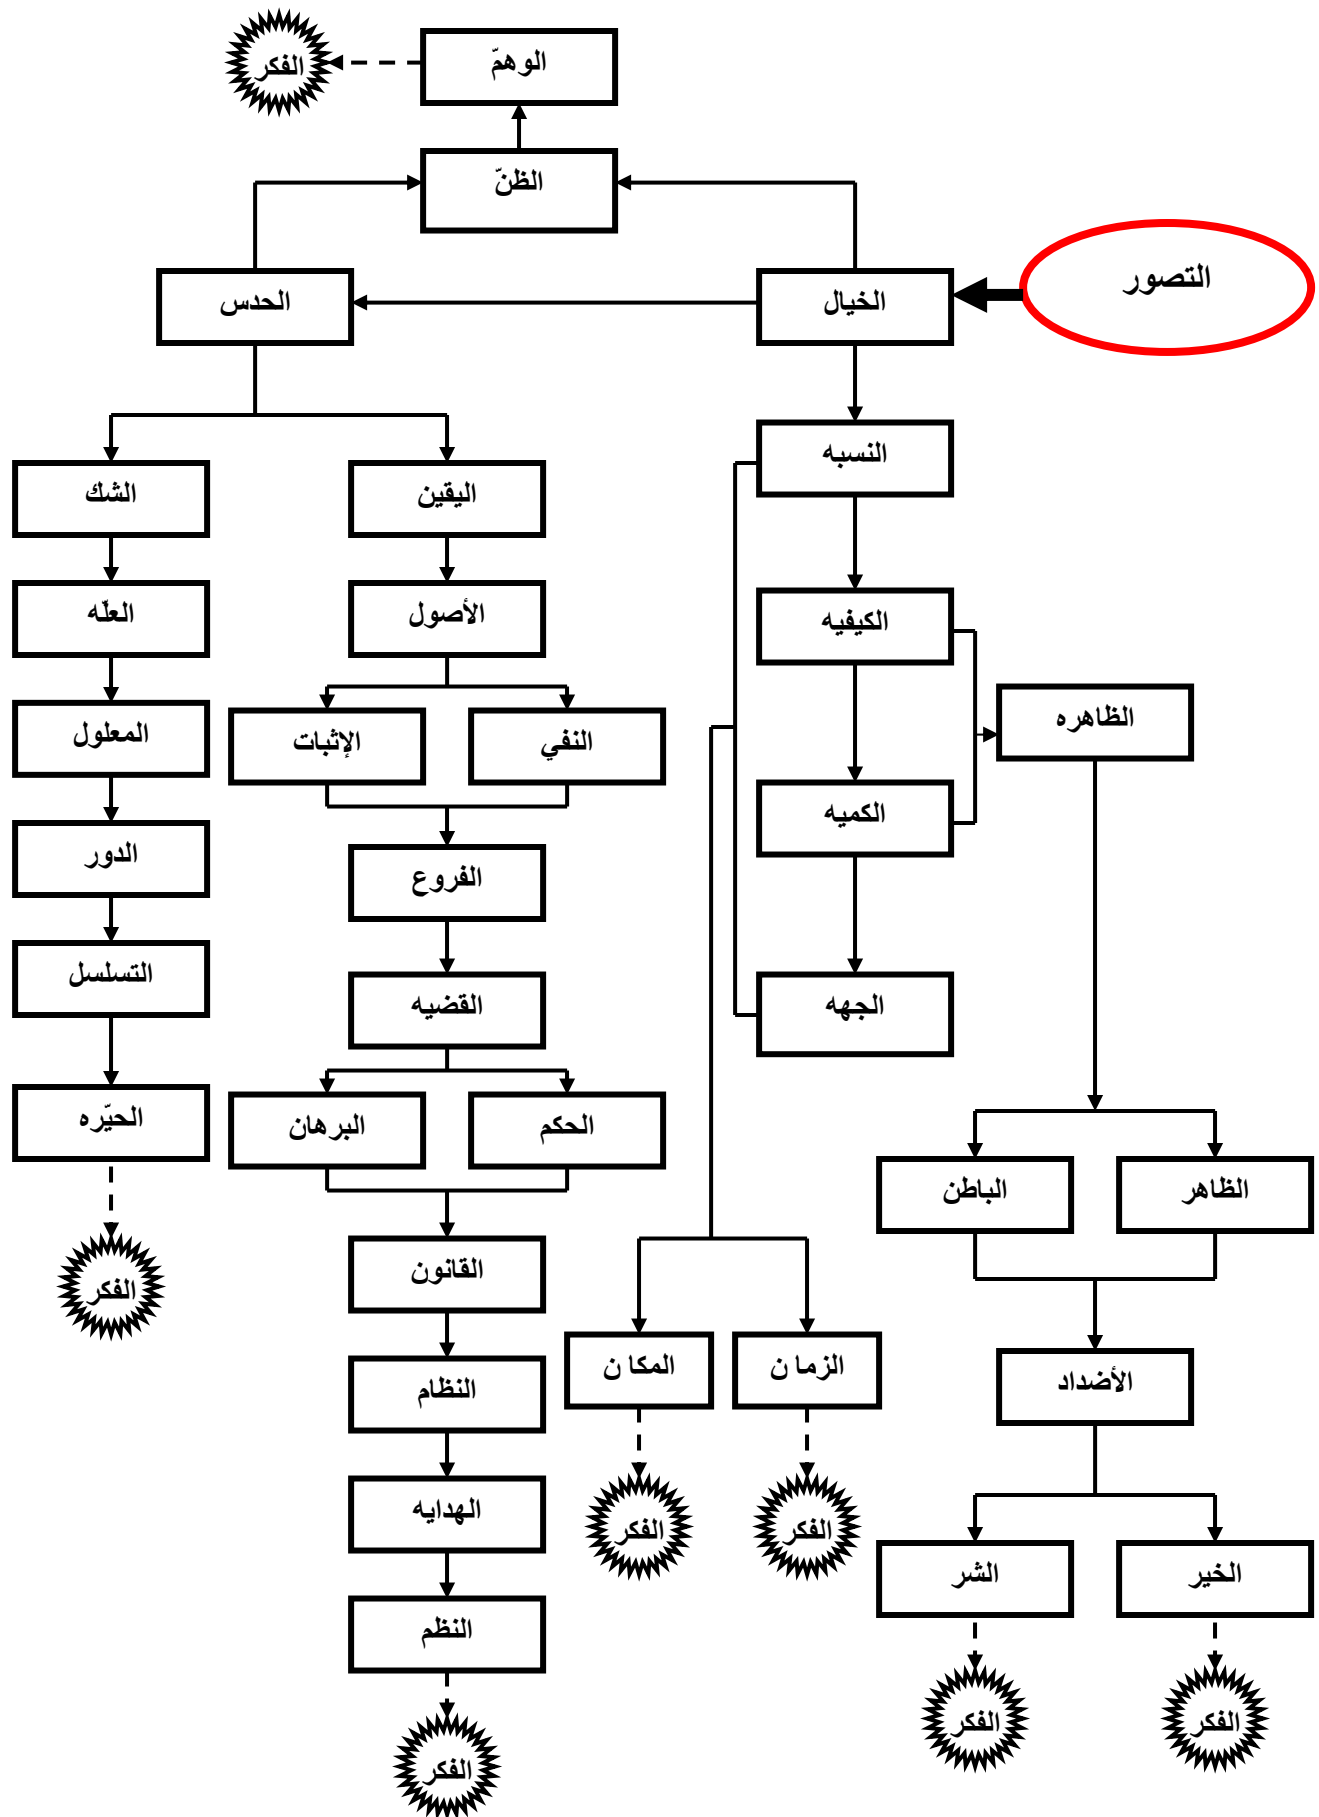 الوهمّ
الفكر
الظنّ
التصور
الخيال
الحدس
النسبه
اليقين
الشك
الكيفيه
الأصول
العلّه
الظاهره
النفي
الإثبات
المعلول
الكميه
الدور
الفروع
التسلسل
الجهه
القضيه
الحكم
البرهان
الحيّره
الظاهر
الباطن
القانون
الفكر
الزما ن
المكا ن
الأضداد
النظام
الهدايه
الفكر
الفكر
الخير
الشر
النظم
الفكر
الفكر
الفكر